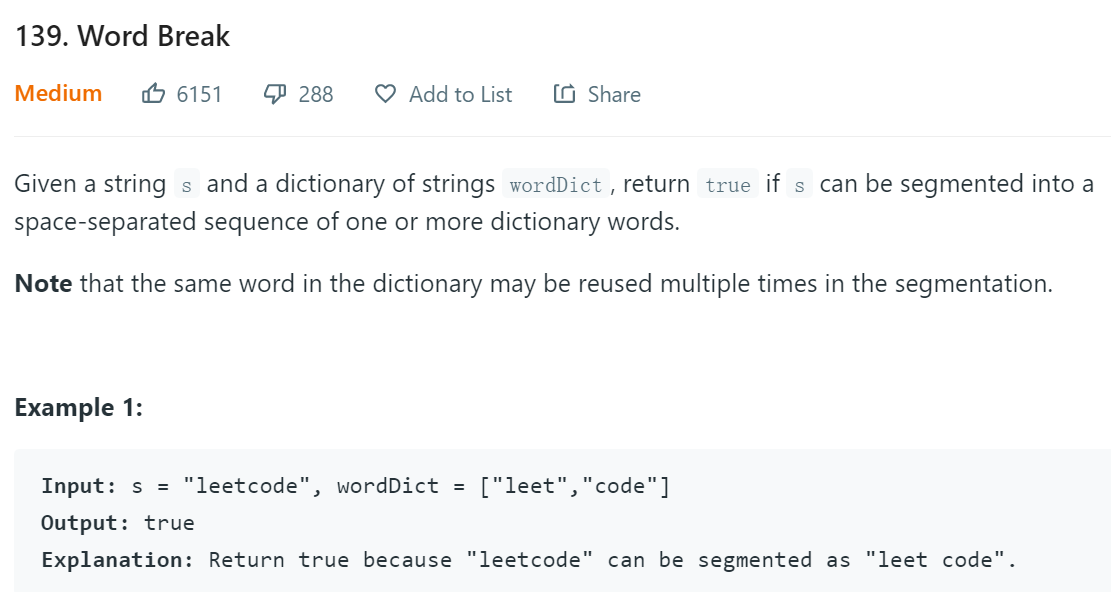 139. Word Break
Medium 6151 288 Add to List Share
Given a string s and a dictionary of strings wordDict, return true if s can be segmented into a
space-separated sequence of one or more dictionary words.
Note that the same word in the dictionary may be reused multiple times in the segmentation.
Example 1:
Input: s = "leetcode", wordDict = ["leet","code"]
Output: true
Explanation: Return true because "leetcode" can be segmented as "leet code".